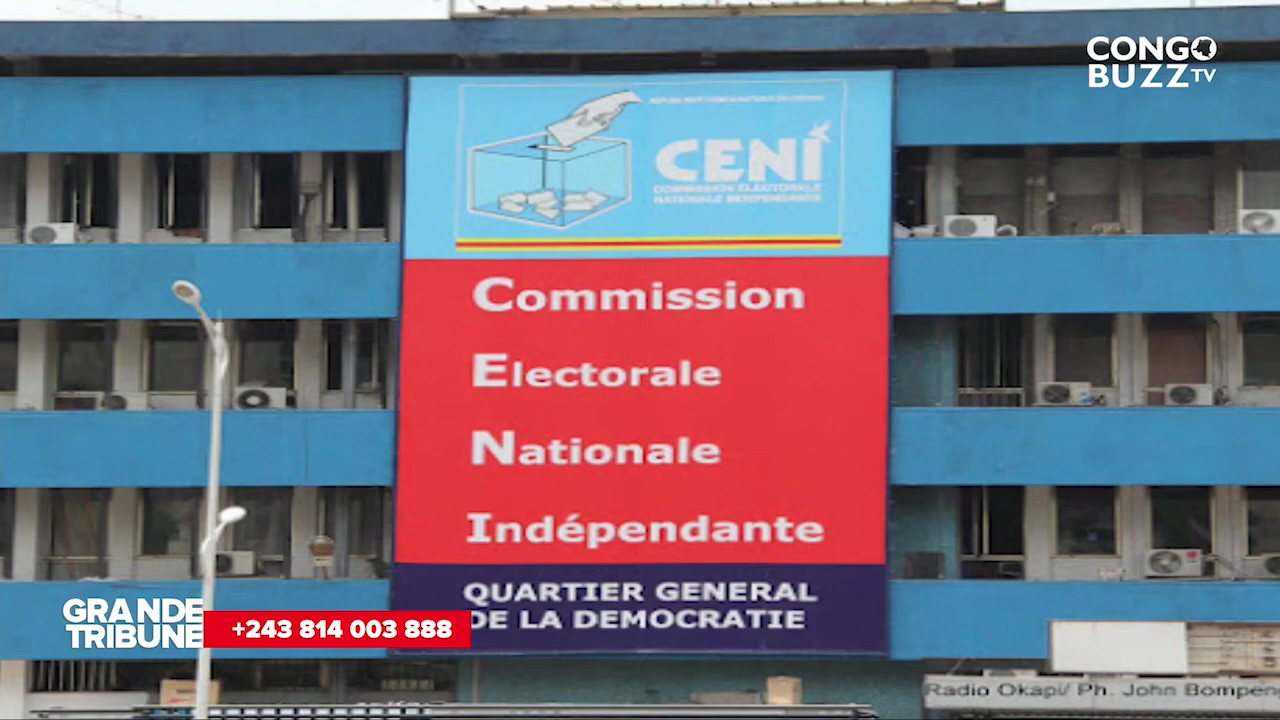 CONGO
BUZZ TV
CENI
COMMISSION ELECTORALE
NATIONALE INDEPENDANTE
Commission
Electorale
Nationale
Indépendante
QUARTIER GENERAL
DE LA DEMOCRATIE
GRANDE
TRIBUNE
+243 814 003 888
Radio Okapi/ Ph. John Bompeng